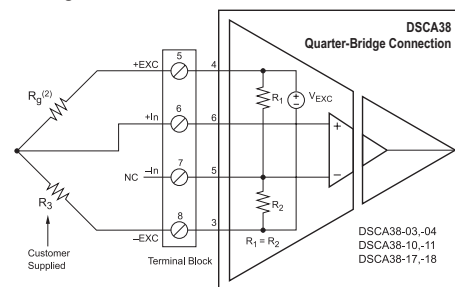 DSCA38
Quarter-Bridge Connection
+EXC
5
4
Rg(2)
R1
+
–
VEXC
+In
6
6
+
NC
–In
7
5
–
R3
R2
8
3
–EXC
R1 = R2
Customer
Supplied
Terminal Block
DSCA38-03,-04
DSCA38-10,-11
DSCA38-17,-18